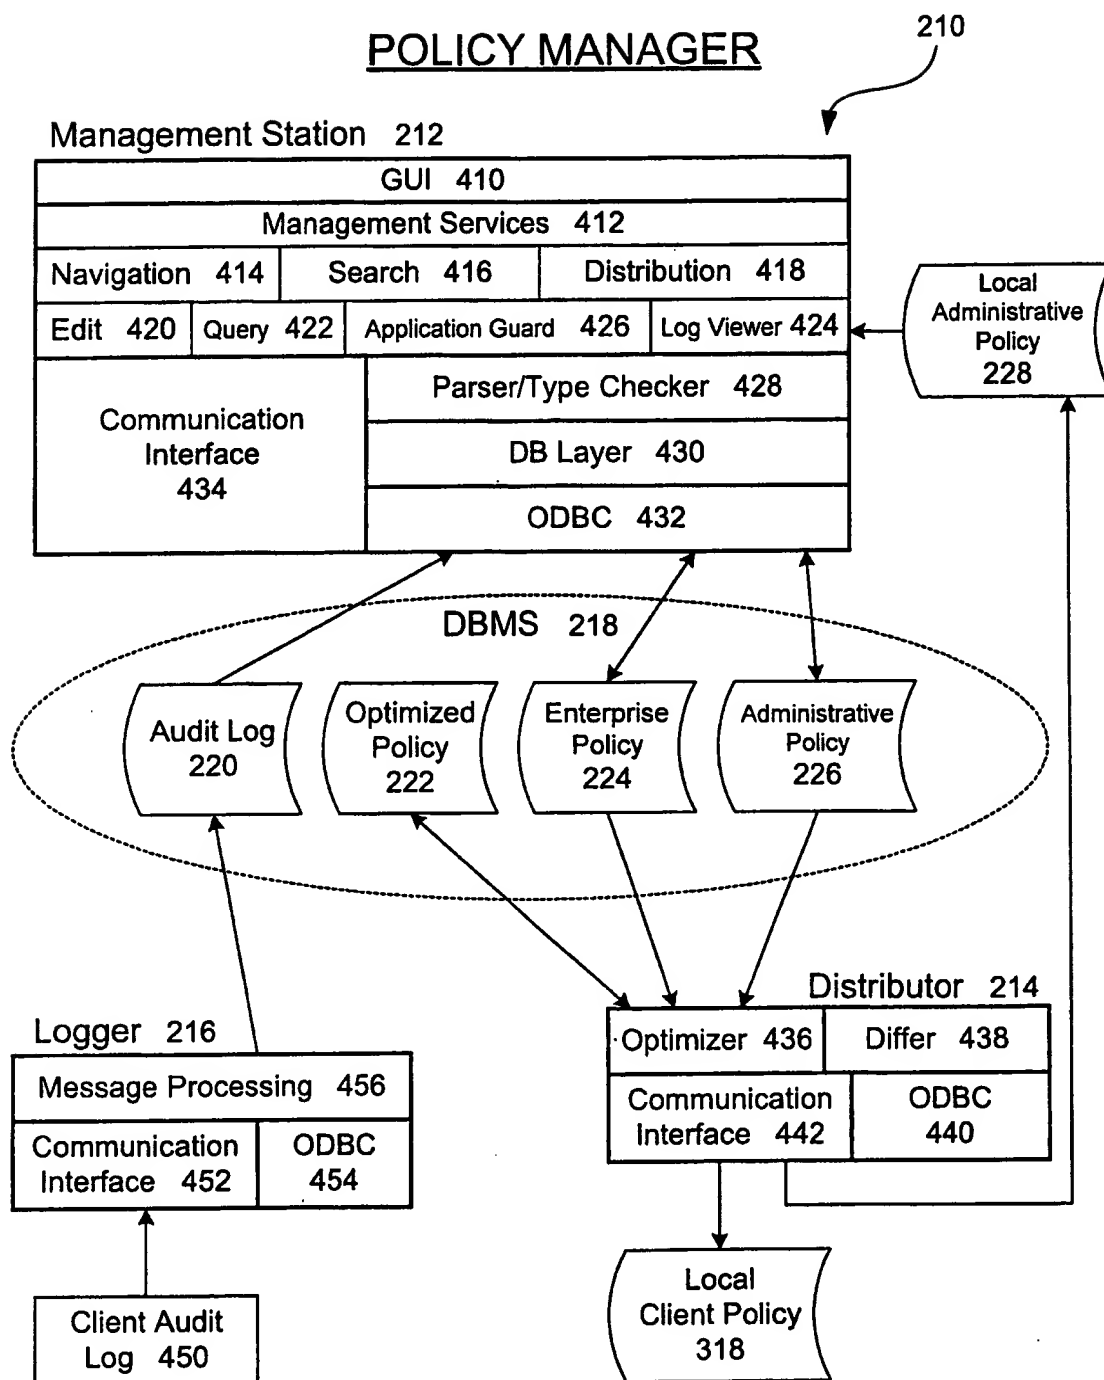 POLICY MANAGER
210
Management Station 212
GUI 410
Management Services 412
Navigation 414
Search 416
Distribution 418
Edit 420
Query 422
Application Guard 426
Log Viewer 424
Local
Administrative
Policy
228
Communication
Interface
434
Parser/Type Checker 428
DB Layer 430
ODBC 432
DBMS 218
Audit Log
220
Optimized
Policy
222
Enterprise
Policy
224
Administrative
Policy
226
Logger 216
Message Processing 456
Communication
Interface 452
ODBC
454
Client Audit
Log 450
Distributor 214
Optimizer 436
Differ 438
Communication
Interface 442
ODBC
440
Local
Client Policy
318